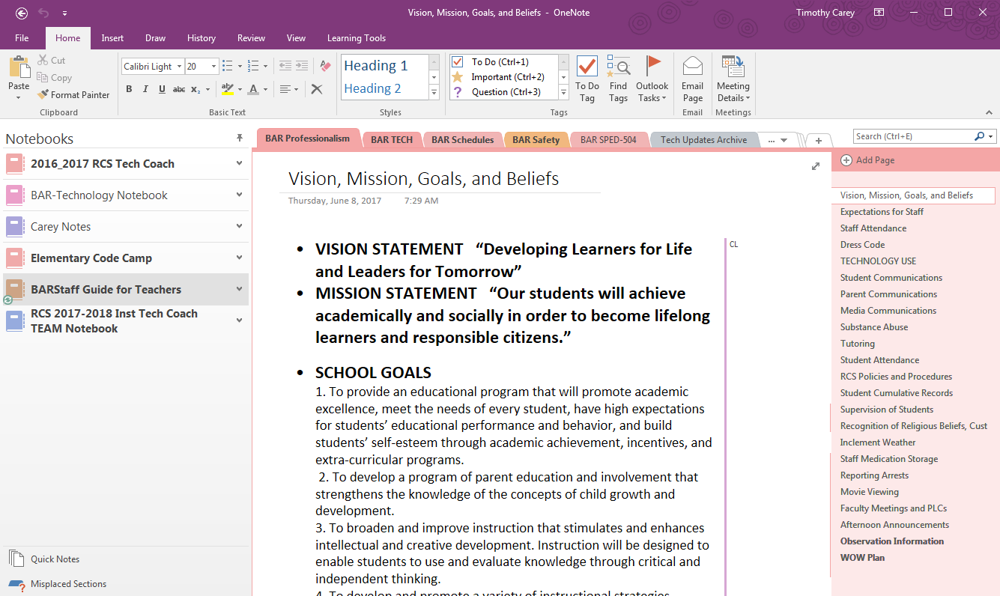 Vision, Mission, Goals, and Beliefs - OneNote
Timothy Carey
File Home Insert Draw History Review View Learning Tools
Paste
Cut
Copy
Format Painter
Clipboard
Calibri Light 20
B I U abc x₂ ab A
Basic Text
Heading 1
Heading 2
Styles
To Do (Ctrl+1)
Important (Ctrl+2)
? Question (Ctrl+3)
To Do
Tag
Find
Tags
Outlook
Tasks
Tags
Email
Page
Email
Meeting
Details
Meetings
Notebooks
2016_2017 RCS Tech Coach
BAR-Technology Notebook
Carey Notes
Elementary Code Camp
BARStaff Guide for Teachers
RCS 2017-2018 Inst Tech Coach
TEAM Notebook
Quick Notes
Misplaced Sections
BAR Professionalism BAR TECH BAR Schedules BAR Safety BAR SPED-504 Tech Updates Archive ... +
Search (Ctrl+E)
Vision, Mission, Goals, and Beliefs
Thursday, June 8, 2017 7:29 AM
• VISION STATEMENT “Developing Learners for Life
and Leaders for Tomorrow”
• MISSION STATEMENT “Our students will achieve
academically and socially in order to become lifelong
learners and responsible citizens.”
• SCHOOL GOALS
1. To provide an educational program that will promote academic
excellence, meet the needs of every student, have high expectations
for students’ educational performance and behavior, and build
students’ self-esteem through academic achievement, incentives, and
extra-curricular programs.
2. To develop a program of parent education and involvement that
strengthens the knowledge of the concepts of child growth and
development.
3. To broaden and improve instruction that stimulates and enhances
intellectual and creative development. Instruction will be designed to
enable students to use and evaluate knowledge through critical and
independent thinking.
4. To develop and promote a variety of instructional strategies
CL
Add Page
Vision, Mission, Goals, and Beliefs
Expectations for Staff
Staff Attendance
Dress Code
TECHNOLOGY USE
Student Communications
Parent Communications
Media Communications
Substance Abuse
Tutoring
Student Attendance
RCS Policies and Procedures
Student Cumulative Records
Supervision of Students
Recognition of Religious Beliefs, Cust
Inclement Weather
Staff Medication Storage
Reporting Arrests
Movie Viewing
Faculty Meetings and PLCs
Afternoon Announcements
Observation Information
WOW Plan